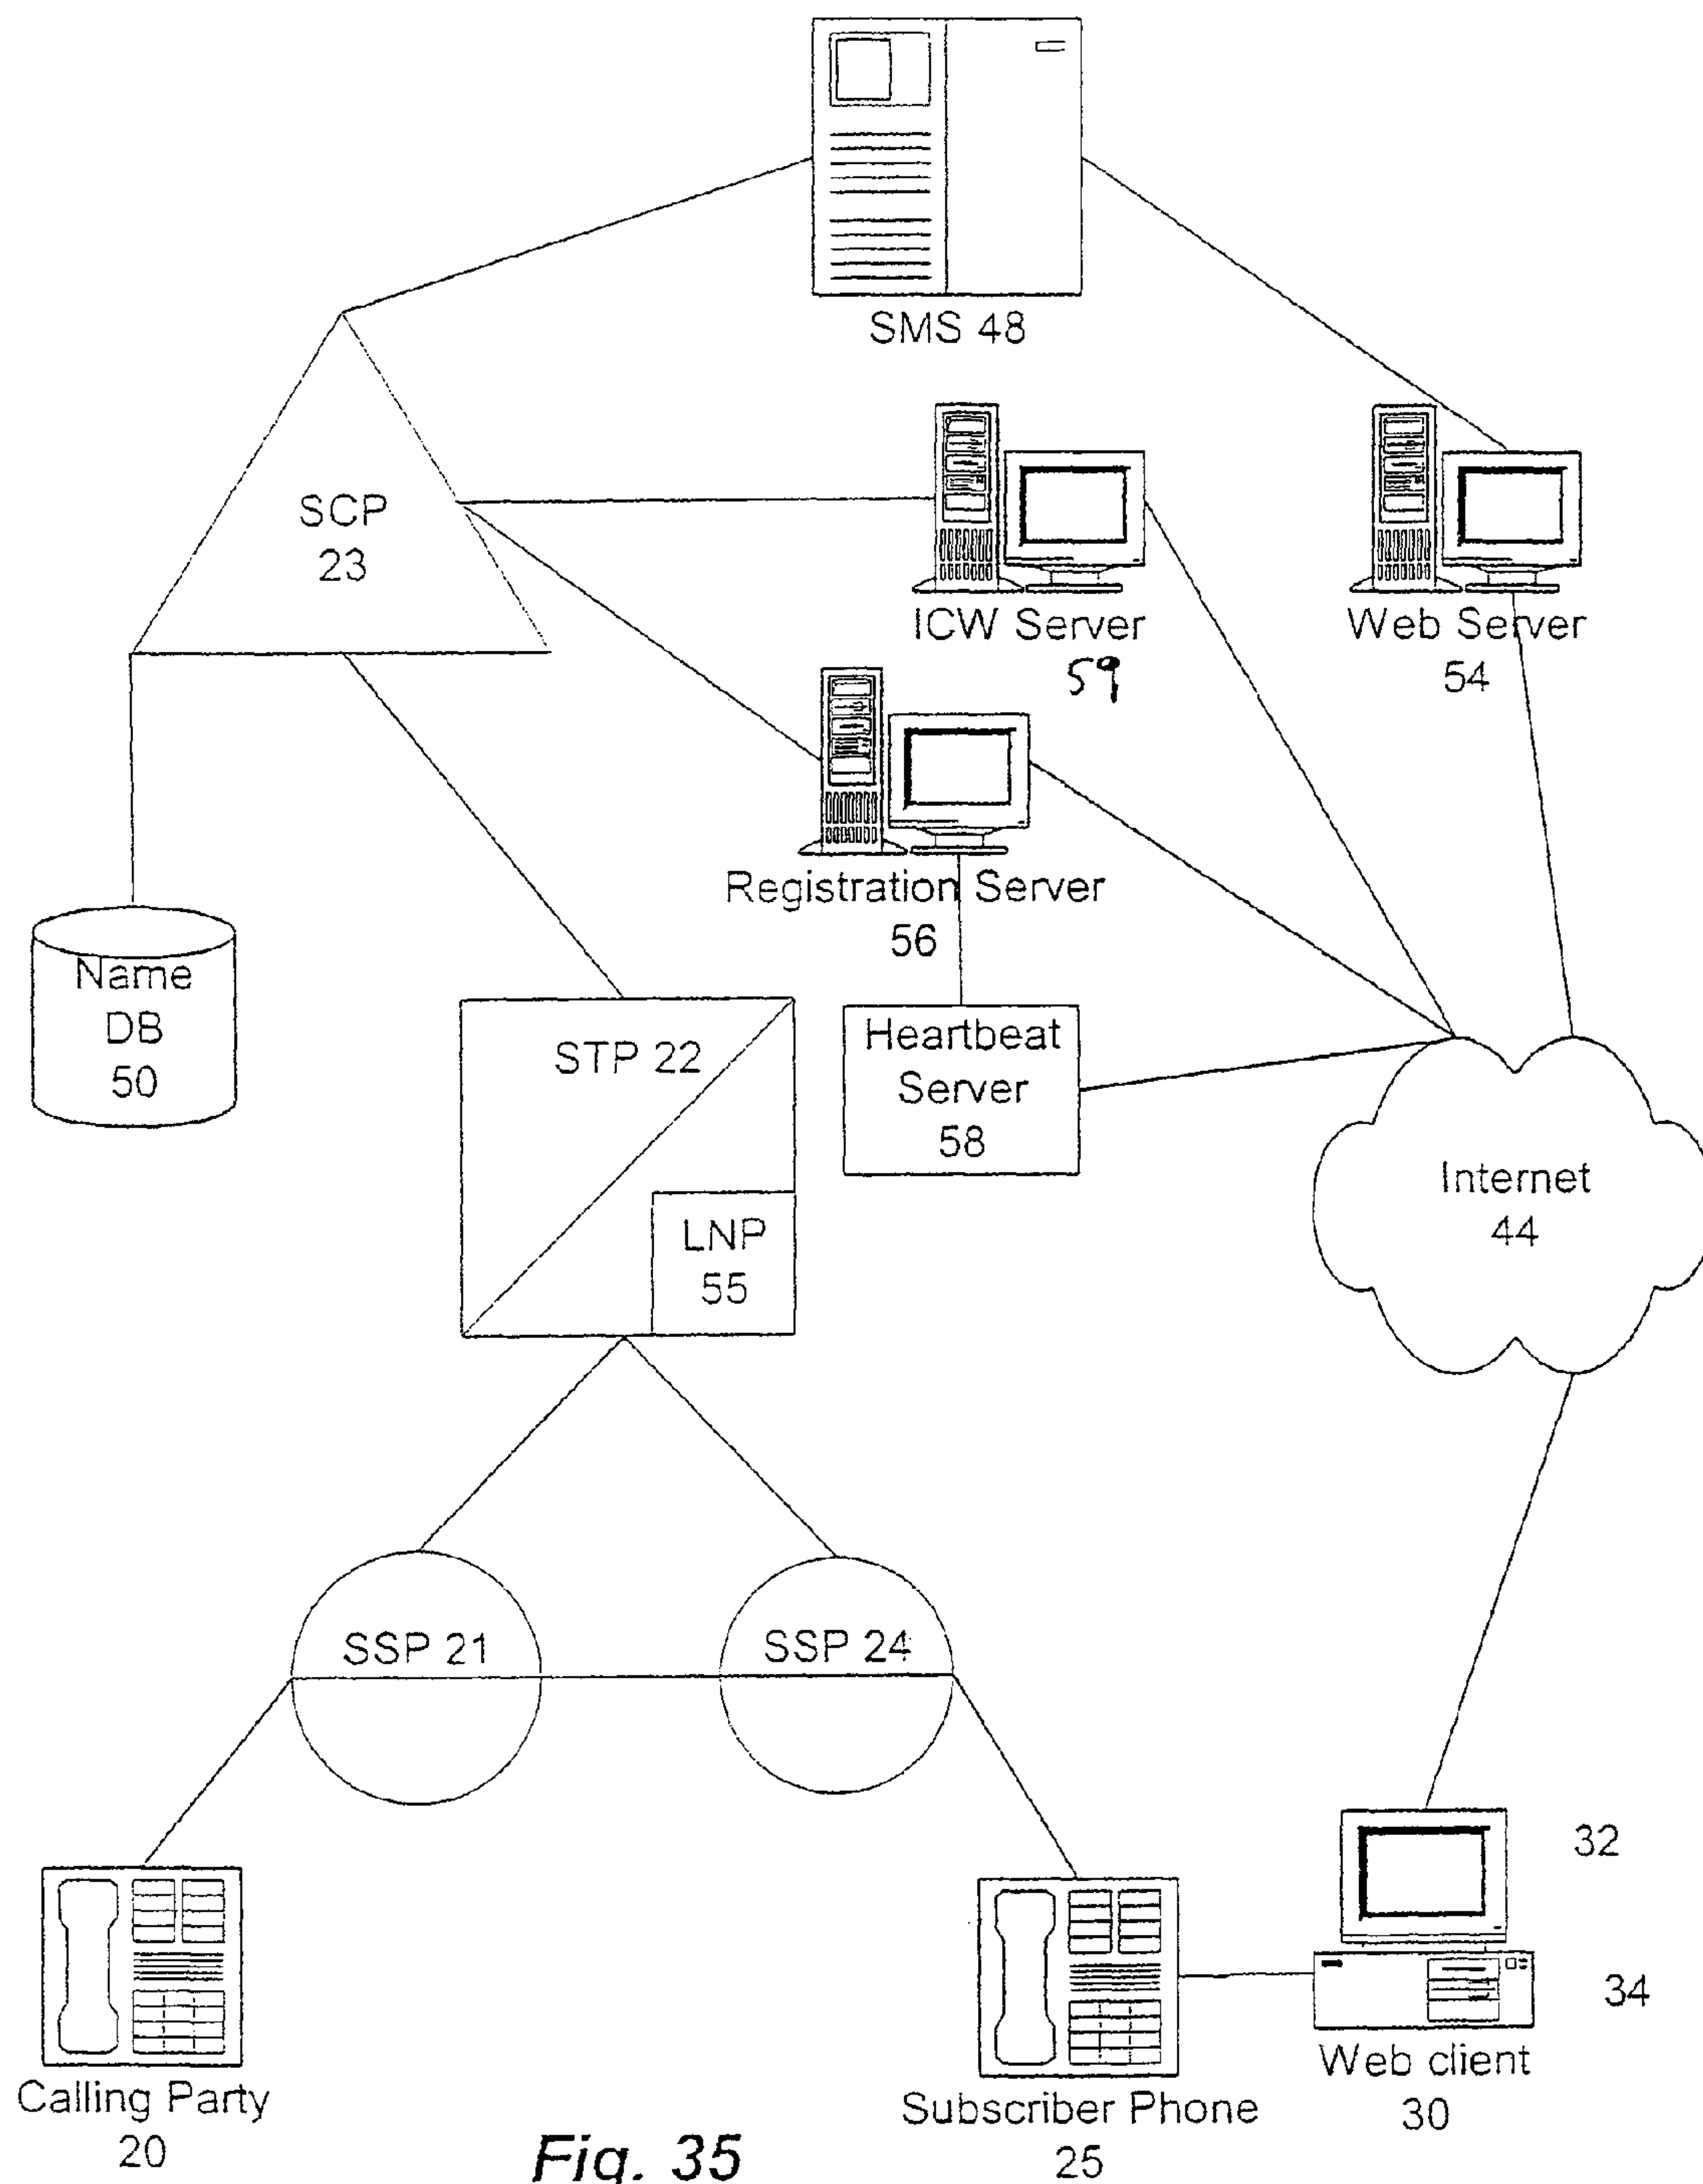 SMS 48
SCP
23
ICW Server
59
Web Server
54
Registration Server
56
Name
DB
50
STP 22
Heartbeat
Server
58
LNP
55
Internet
44
SSP 21
SSP 24
32
34
Calling Party
20
Subscriber Phone
25
Web client
30
Fig. 35